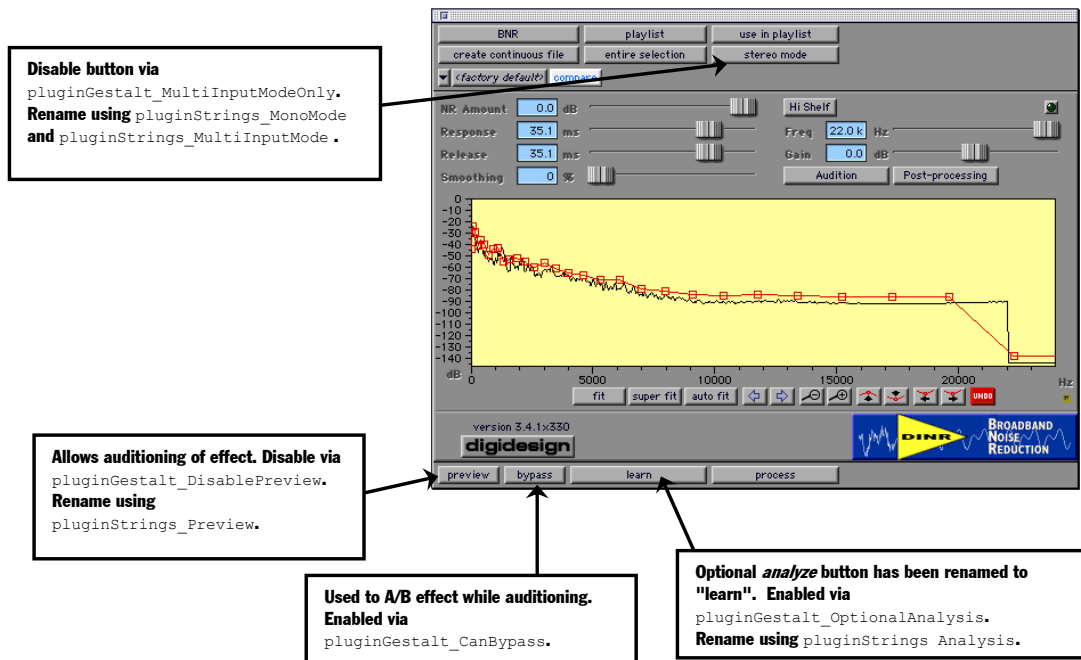 BNR playlist use in playlist
create continuous file entire selection stereo mode
<factory default> compare
Disable button via
pluginGestalt_MultiInputModeOnly.
Rename using pluginStrings_MonoMode
and pluginStrings_MultiInputMode .
NR Amount 0.0 dB Hi Shelf
Response 35.1 ms Freq 22.0 k Hz
Release 35.1 ms Gain 0.0 dB
Smoothing 0 % Audition Post-processing
0
-10
-20
-30
-40
-50
-60
-70
-80
-90
-100
-110
-120
-130
-140
dB 0 5000 10000 15000 20000 Hz
fit super fit auto fit UNDO
version 3.4.1x330
digidesign
DINR BROADBAND
NOISE
REDUCTION
preview bypass learn process
Allows auditioning of effect. Disable via
pluginGestalt_DisablePreview.
Rename using
pluginStrings_Preview.
Used to A/B effect while auditioning.
Enabled via
pluginGestalt_CanBypass.
Optional analyze button has been renamed to
"learn". Enabled via
pluginGestalt_OptionalAnalysis.
Rename using pluginStrings Analysis.